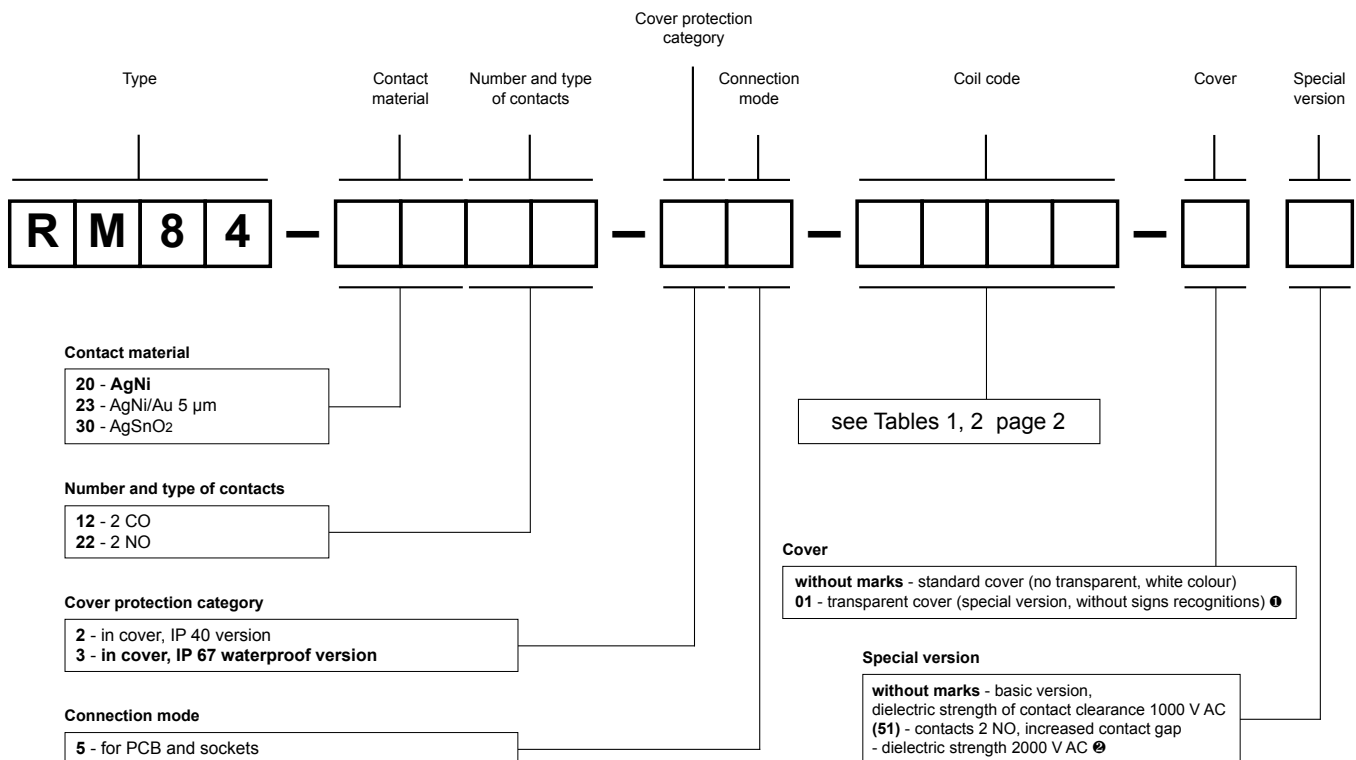 Cover protection
category
Type
Contact
material
Number and type
of contacts
Connection
mode
Coil code
Cover
Special
version
R M 8 4 – – – –
Contact material
20 - AgNi
23 - AgNi/Au 5 µm
30 - AgSnO2
see Tables 1, 2 page 2
Number and type of contacts
12 - 2 CO
22 - 2 NO
Cover
without marks - standard cover (no transparent, white colour)
01 - transparent cover (special version, without signs recognitions) ❶
Cover protection category
2 - in cover, IP 40 version
3 - in cover, IP 67 waterproof version
Special version
without marks - basic version,
dielectric strength of contact clearance 1000 V AC
(51) - contacts 2 NO, increased contact gap
- dielectric strength 2000 V AC ❷
Connection mode
5 - for PCB and sockets